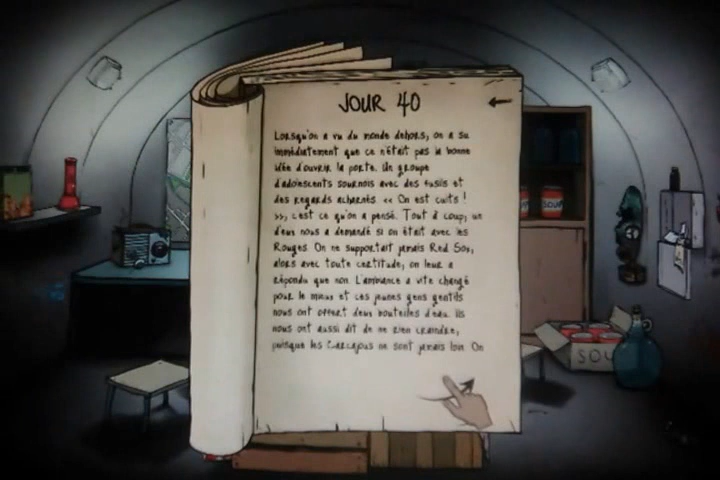 JOUR 40
Lorsqu'on a vu du monde dehors, on a su
immédiatement que ce n'était pas la bonne
idée d'ouvrir la porte. Un groupe
d'adolescents sournois avec des fusils et
des regards acharnés. << On est cuits !
>>, c'est ce qu'on a pensé. Tout à coup, un
d'eux nous a demandé si on était avec les
Rouges. On ne supportait jamais Red Sox,
alors avec toute certitude, on leur a
répondu que non. L'ambiance a vite changé
pour le mieux et ces jeunes gens gentils
nous ont offert deux bouteilles d'eau. Ils
nous ont aussi dit de ne rien craindre,
puisque les Carcajous ne sont jamais loin. On
SOUP
SOU